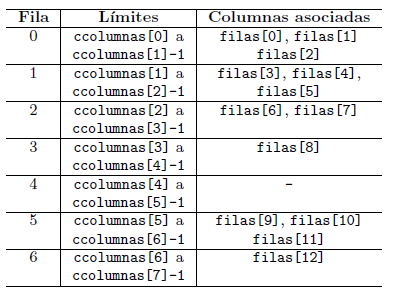 Fila Límites Columnas asociadas
0 ccolumnas[0] a filas[0], filas[1]
ccolumnas[1]-1 filas[2]
1 ccolumnas[1] a filas[3], filas[4],
ccolumnas[2]-1 filas[5]
2 ccolumnas[2] a filas[6], filas[7]
ccolumnas[3]-1
3 ccolumnas[3] a filas[8]
ccolumnas[4]-1
4 ccolumnas[4] a -
ccolumnas[5]-1
5 ccolumnas[5] a filas[9], filas[10]
ccolumnas[6]-1 filas[11]
6 ccolumnas[6] a filas[12]
ccolumnas[7]-1